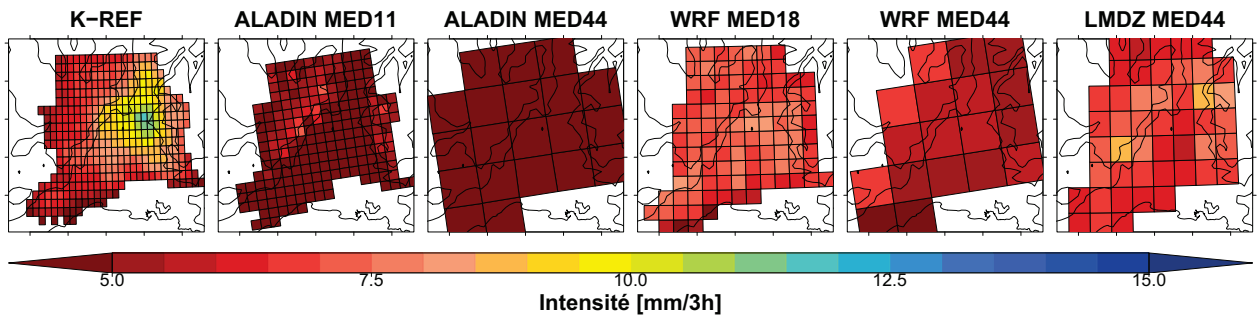 K-REF ALADIN MED11 ALADIN MED44 WRF MED18 WRF MED44 LMDZ MED44
5.0 7.5 10.0 12.5 15.0
Intensité [mm/3h]